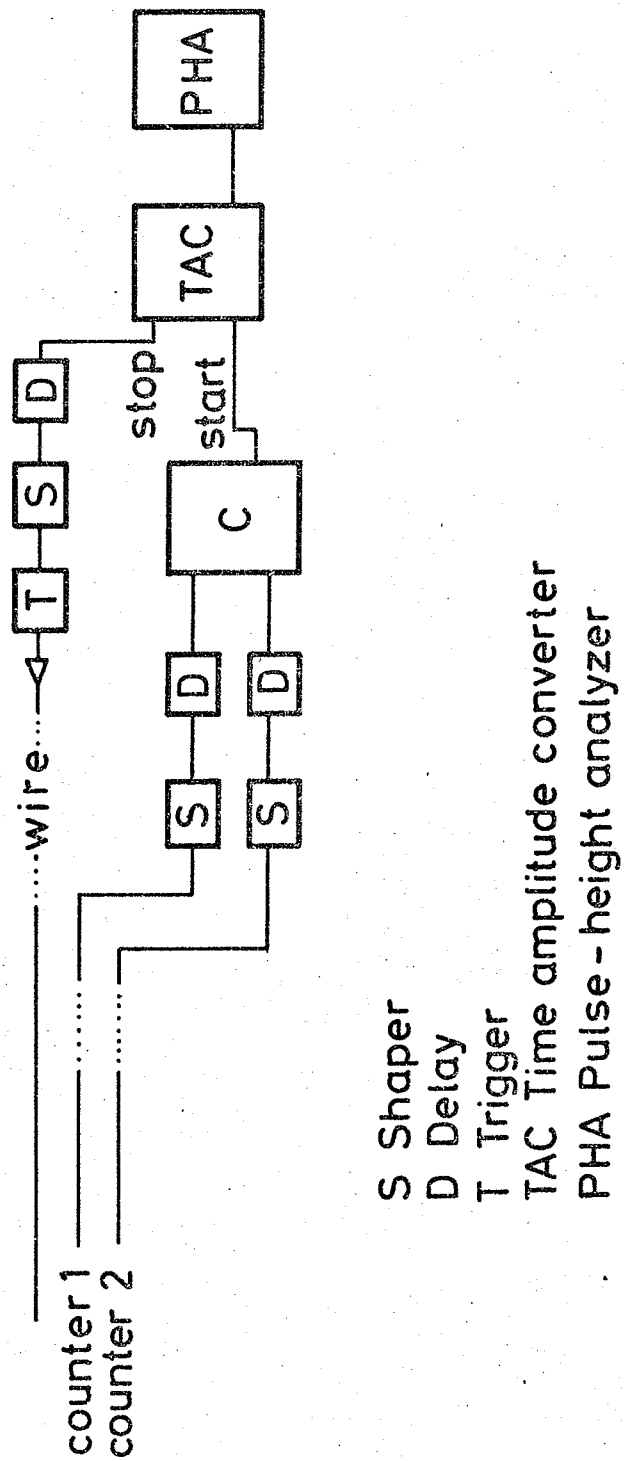 wire
T
S
D
stop
start
TAC
PHA
counter 1
counter 2
S
D
S
D
C
S Shaper
D Delay
T Trigger
TAC Time amplitude converter
PHA Pulse-height analyzer